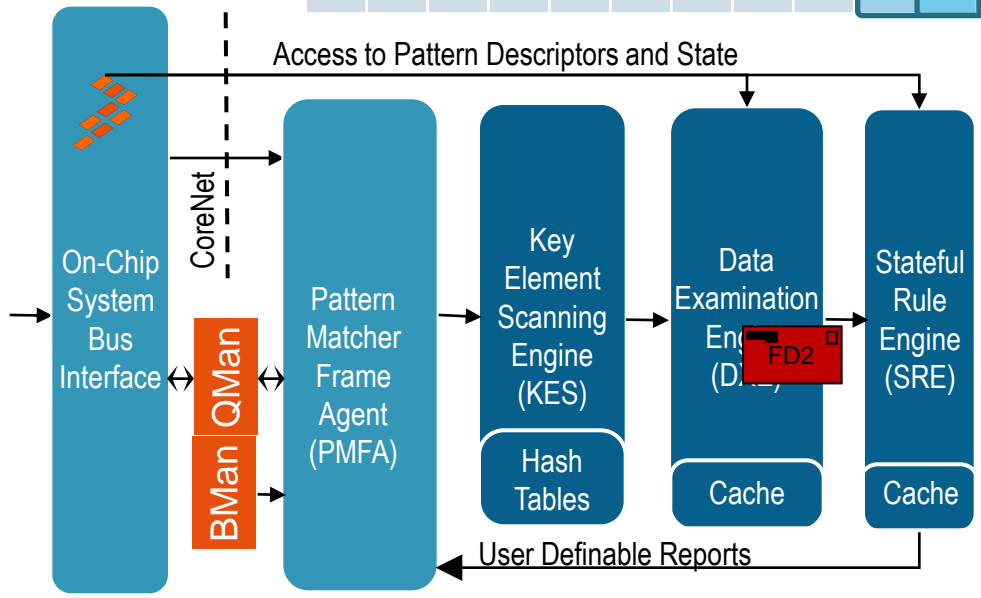 Access to Pattern Descriptors and State
CoreNet
On-Chip
System
Bus
Interface
QMan
BMan
Pattern
Matcher
Frame
Agent
(PMFA)
Key
Element
Scanning
Engine
(KES)
Hash
Tables
Data
Examination
FD2
Cache
Stateful
Rule
Engine
(SRE)
Cache
User Definable Reports